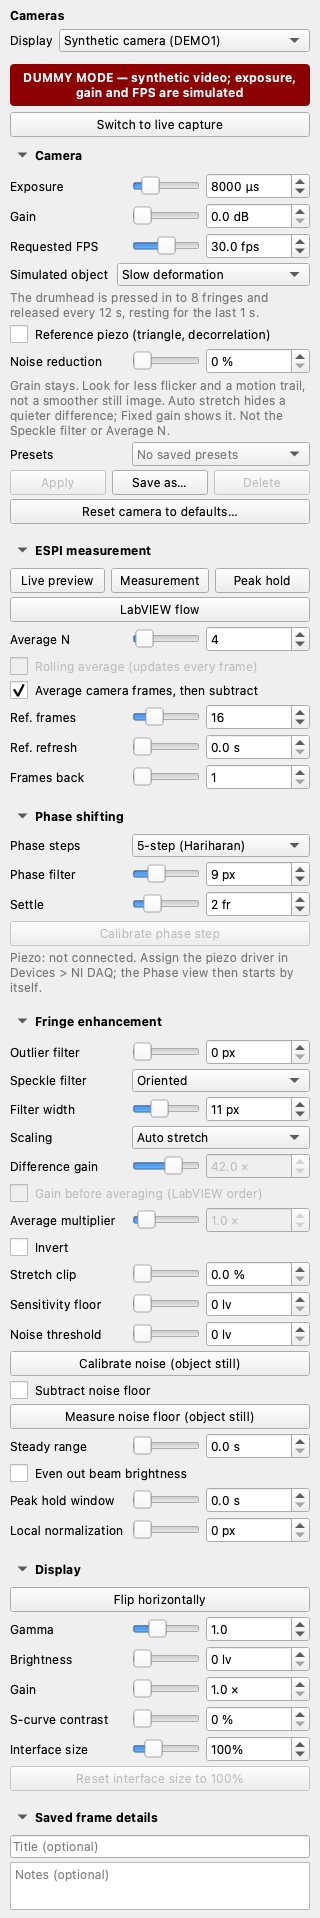 Cameras
Display Synthetic camera (DEMO1)
DUMMY MODE — synthetic video; exposure,
gain and FPS are simulated
Switch to live capture
Camera
Exposure 8000 µs
Gain 0.0 dB
Requested FPS 30.0 fps
Simulated object Slow deformation
The drumhead is pressed in to 8 fringes and
released every 12 s, resting for the last 1 s.
Reference piezo (triangle, decorrelation)
Noise reduction 0 %
Grain stays. Look for less flicker and a motion trail,
not a smoother still image. Auto stretch hides a
quieter difference; Fixed gain shows it. Not the
Speckle filter or Average N.
Presets No saved presets
Apply Save as... Delete
Reset camera to defaults...
ESPI measurement
Live preview Measurement Peak hold
LabVIEW flow
Average N 4
Rolling average (updates every frame)
Average camera frames, then subtract
Ref. frames 16
Ref. refresh 0.0 s
Frames back 1
Phase shifting
Phase steps 5-step (Hariharan)
Phase filter 9 px
Settle 2 fr
Calibrate phase step
Piezo: not connected. Assign the piezo driver in
Devices > NI DAQ; the Phase view then starts by
itself.
Fringe enhancement
Outlier filter 0 px
Speckle filter Oriented
Filter width 11 px
Scaling Auto stretch
Difference gain 42.0 ×
Gain before averaging (LabVIEW order)
Average multiplier 1.0 ×
Invert
Stretch clip 0.0 %
Sensitivity floor 0 lv
Noise threshold 0 lv
Calibrate noise (object still)
Subtract noise floor
Measure noise floor (object still)
Steady range 0.0 s
Even out beam brightness
Peak hold window 0.0 s
Local normalization 0 px
Display
Flip horizontally
Gamma 1.0
Brightness 0 lv
Gain 1.0 ×
S-curve contrast 0 %
Interface size 100%
Reset interface size to 100%
Saved frame details
Title (optional)
Notes (optional)